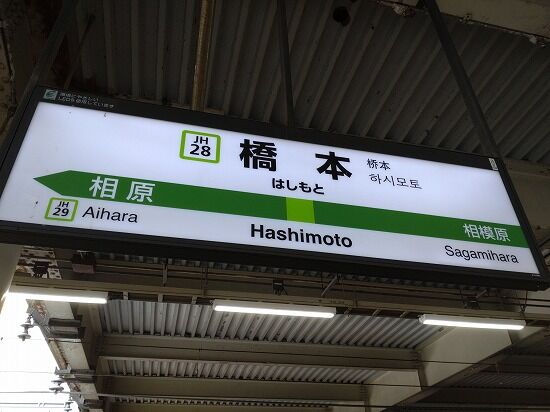 JH
28
橋本
桥本
하시모토
はしもと
相原
相模原
JH
29
Aihara
Hashimoto
Sagamihara